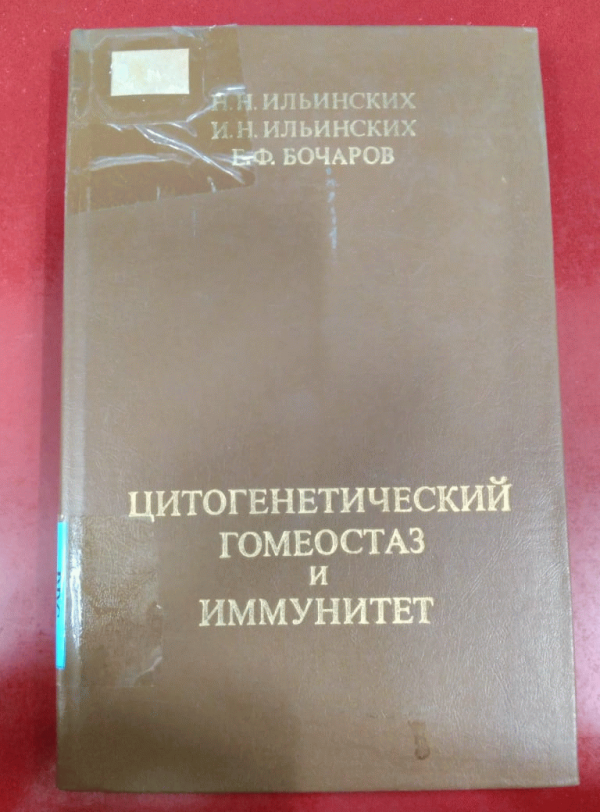 Н.Н. ИЛЬИНСКИХ
И.Н. ИЛЬИНСКИХ
Е.Ф. БОЧАРОВ
ЦИТОГЕНЕТИЧЕСКИЙ
ГОМЕОСТАЗ
И
ИММУНИТЕТ